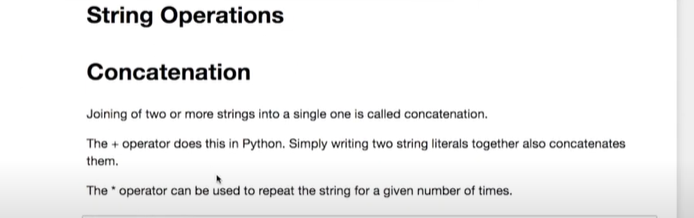 String Operations
Concatenation
Joining of two or more strings into a single one is called concatenation.
The + operator does this in Python. Simply writing two string literals together also concatenates
them.
The * operator can be used to repeat the string for a given number of times.